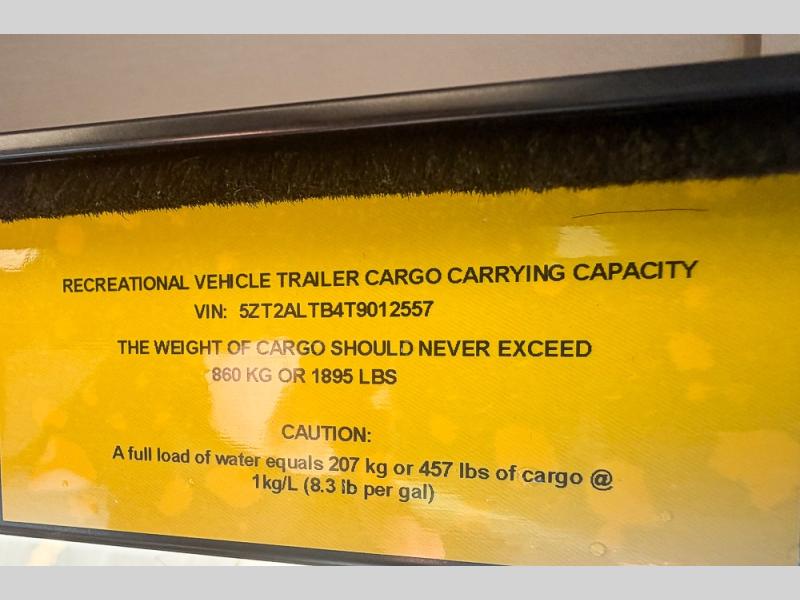 RECREATIONAL VEHICLE TRAILER CARGO CARRYING CAPACITY
VIN: 5ZT2ALTB4T9012557
THE WEIGHT OF CARGO SHOULD NEVER EXCEED
860 KG OR 1895 LBS
CAUTION:
A full load of water equals 207 kg or 457 lbs of cargo @
1kg/L (8.3 lb per gal)